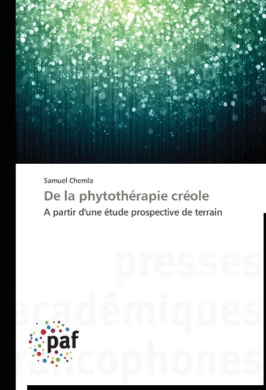 Samuel Chemla
De la phytothérapie créole
A partir d'une étude prospective de terrain
presses
académiques
francophones
paf